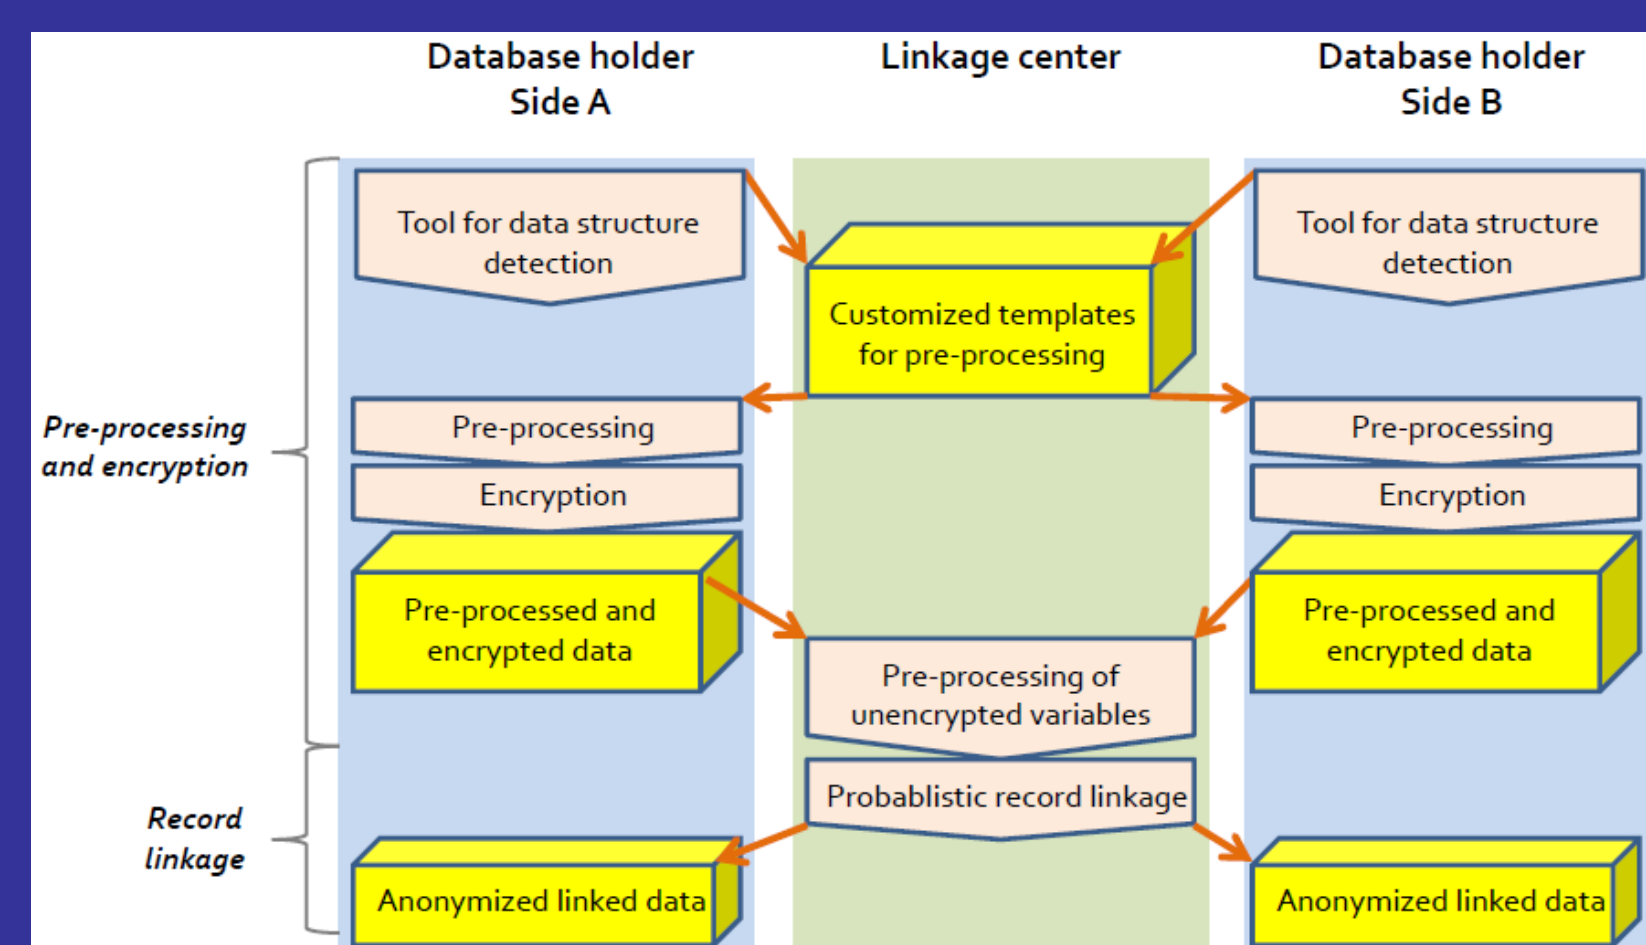 Database holder
Side A
Linkage center
Database holder
Side B
Tool for data structure
detection
Tool for data structure
detection
Customized templates
for pre-processing
Pre-processing
and encryption
Pre-processing
Pre-processing
Encryption
Encryption
Pre-processed and
encrypted data
Pre-processed and
encrypted data
Pre-processing of
unencrypted variables
Record
linkage
Probablistic record linkage
Anonymized linked data
Anonymized linked data